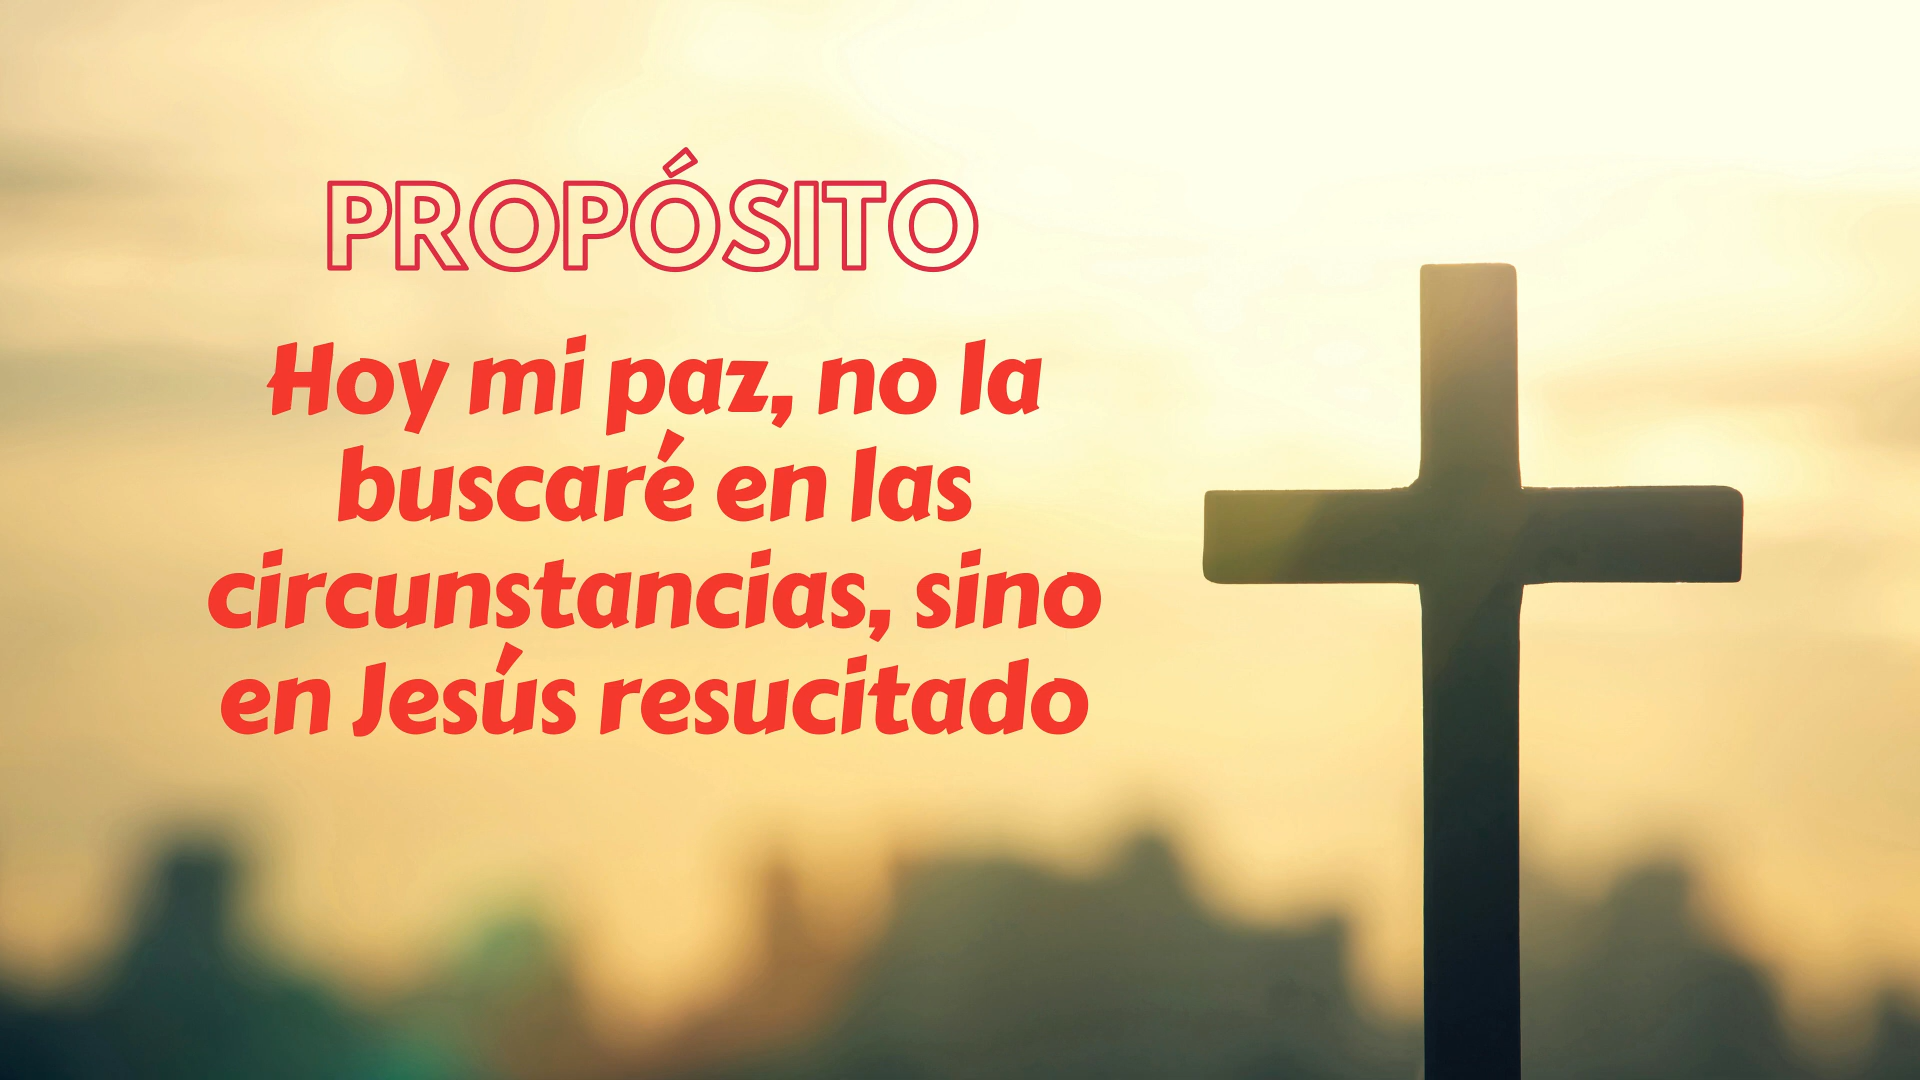 PROPÓSITO
Hoy mi paz, no la
buscaré en las
circunstancias, sino
en Jesús resucitado